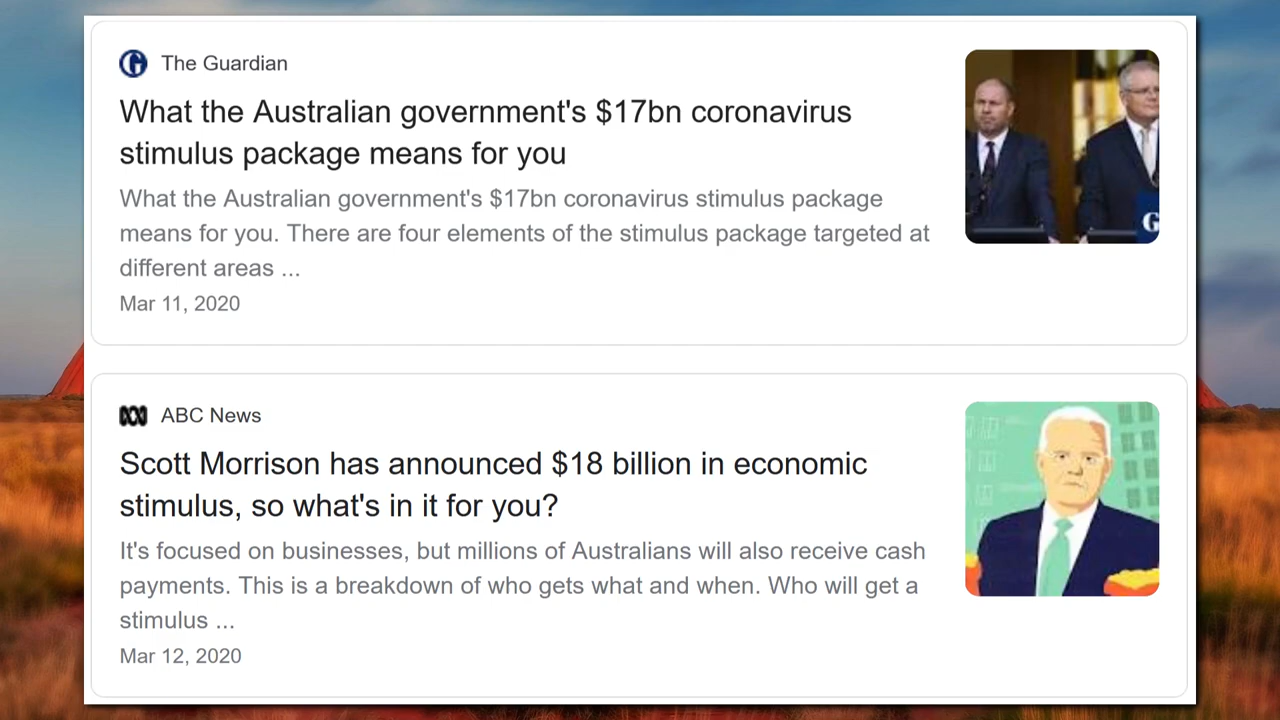 The Guardian
What the Australian government's $17bn coronavirus
stimulus package means for you
What the Australian government's $17bn coronavirus stimulus package
means for you. There are four elements of the stimulus package targeted at
different areas ...
Mar 11, 2020
G
ABC News
Scott Morrison has announced $18 billion in economic
stimulus, so what's in it for you?
It's focused on businesses, but millions of Australians will also receive cash
payments. This is a breakdown of who gets what and when. Who will get a
stimulus ...
Mar 12, 2020